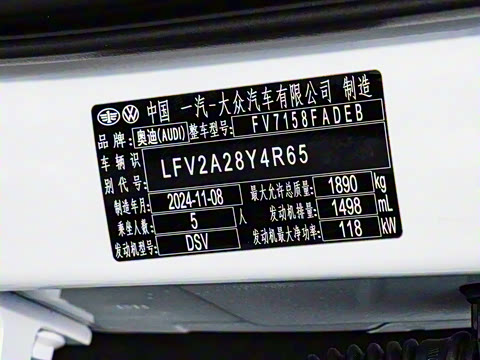 中国 一汽-大众汽车有限公司 制造
品牌: 奥迪(AUDI) 整车型号: FV7158FADEB
车辆识别代号: LFV2A28Y4R65
制造年月: 2024-11-08 最大允许总质量: 1890 kg
乘坐人数: 5 人 发动机排量: 1498 mL
发动机型号: DSV 发动机最大净功率: 118 kW